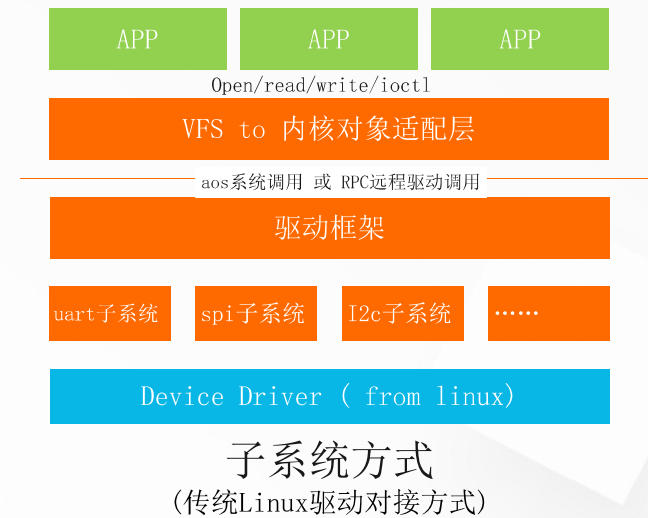 APP APP APP
Open/read/write/ioctl
VFS to 内核对象适配层
aos系统调用 或 RPC远程驱动调用
驱动框架
uart子系统 spi子系统 I2c子系统 ······
Device Driver ( from linux)
子系统方式
(传统Linux驱动对接方式)